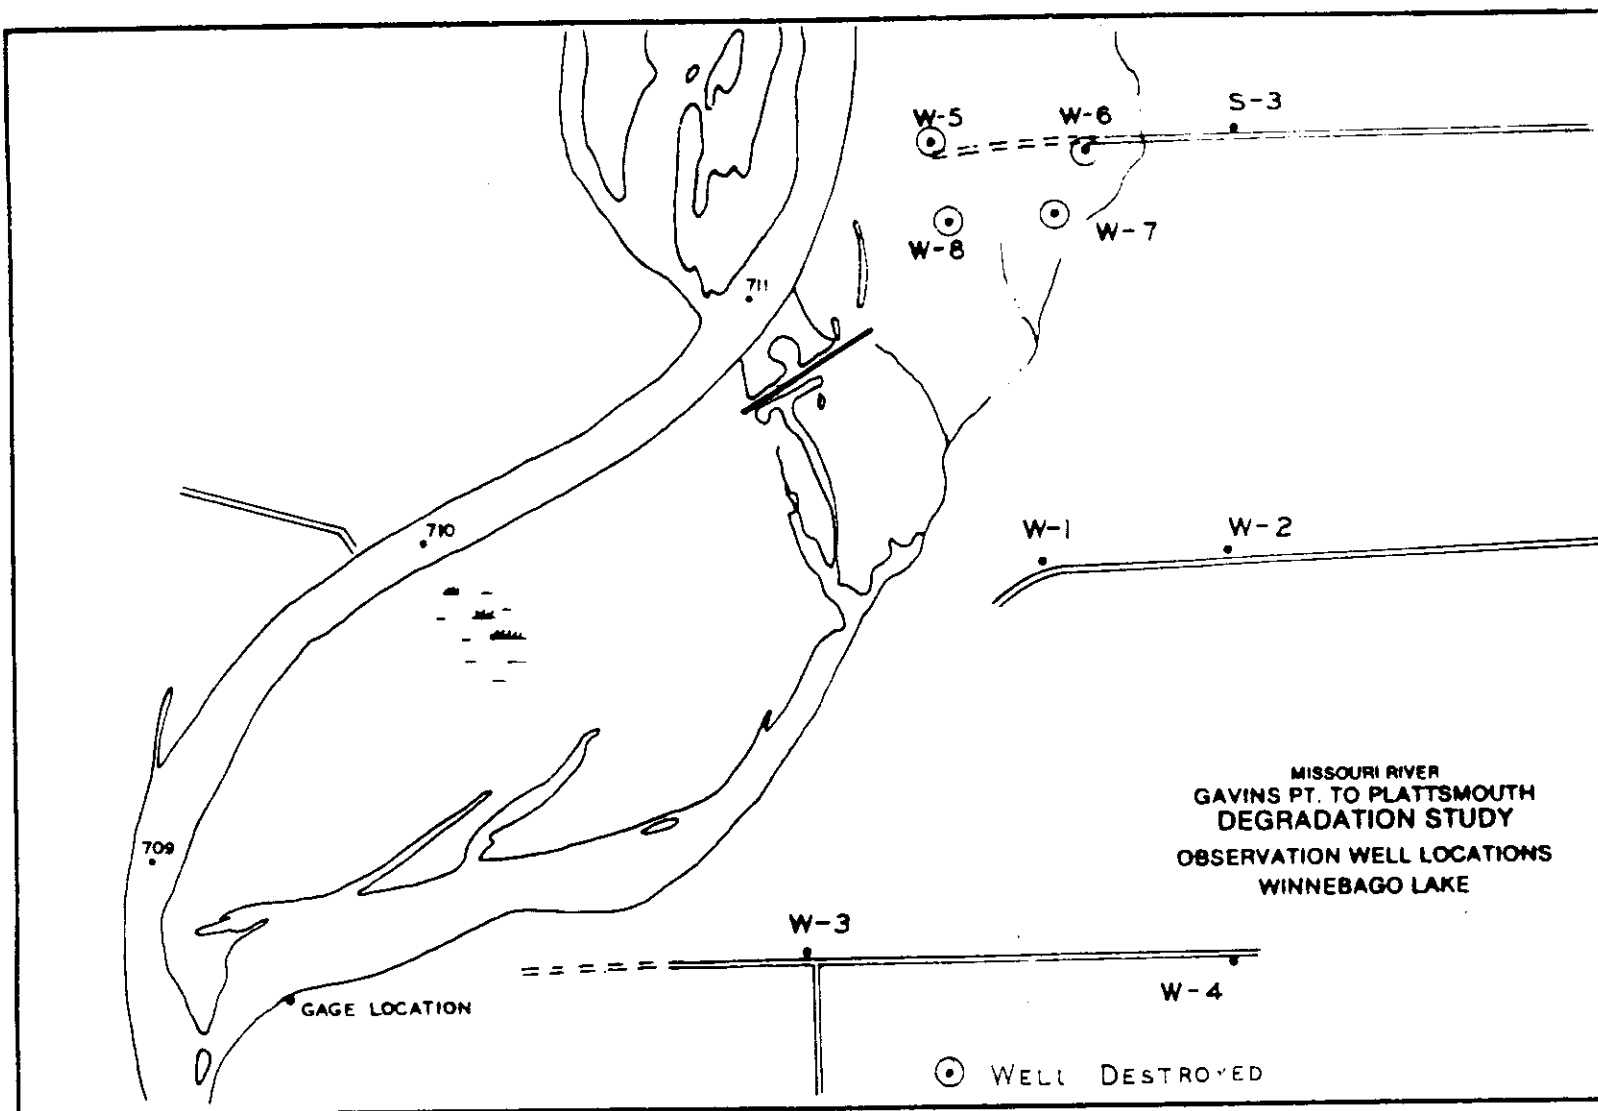 S-3
W-5
W-6
W-8
W-7
711
710
W-1
W-2
709
MISSOURI RIVER
GAVINS PT. TO PLATTSMOUTH
DEGRADATION STUDY
OBSERVATION WELL LOCATIONS
WINNEBAGO LAKE
W-3
W-4
GAGE LOCATION
WELL DESTROYED